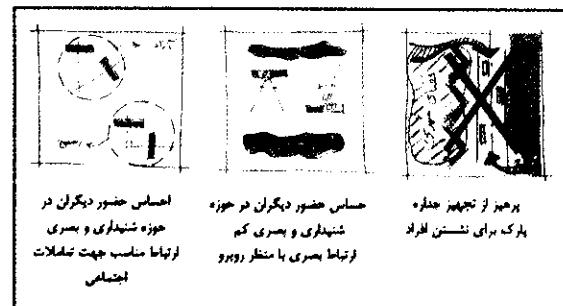 پرهیز از تجهیز جداره
پارک برای نشستن افراد
حساس حضور دیگران در حوزه
شنیداری و بصری کم
ارتباط بصری با منظر روبرو
احساس حضور دیگران در
حوزه شنیداری و بصری
ارتباط مناسب جهت تعاملات
اجتماعی